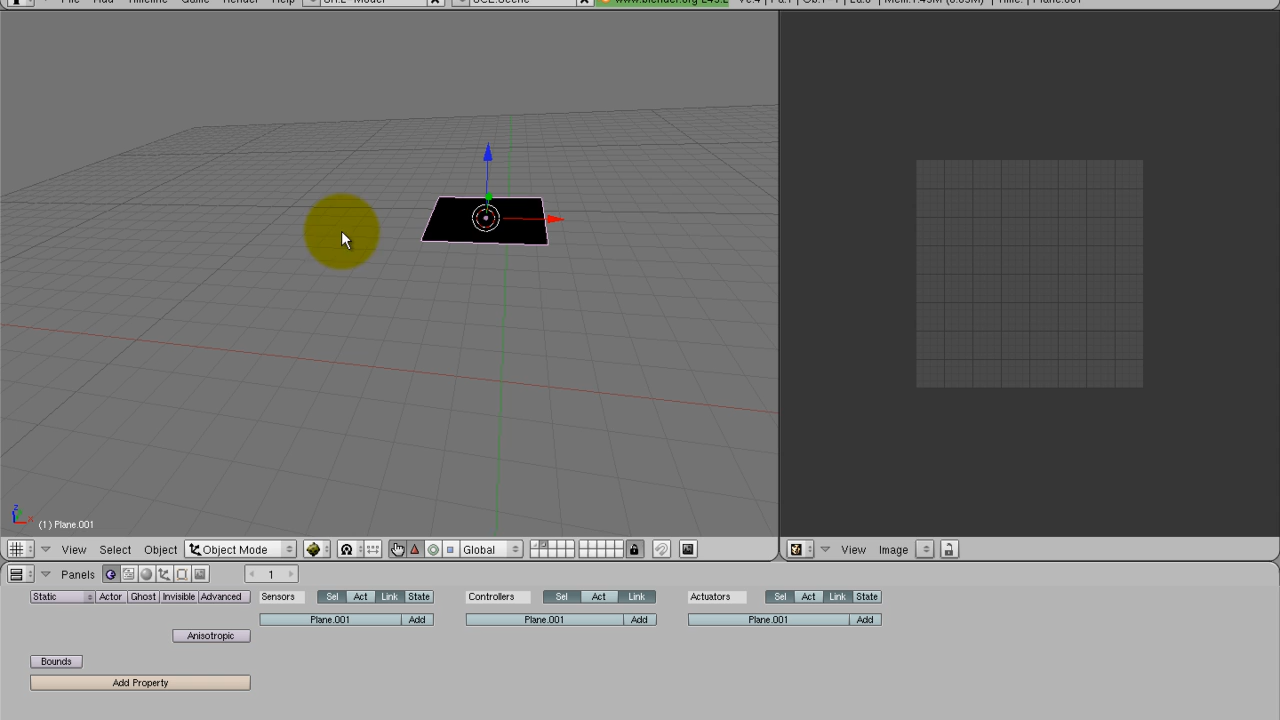 File Add Timeline Game Render Help SR:2-Model SCE:Scene www.blender.org 249.2 Ve:4 | Fa:1 | Ob:1-1 | La:0 | Mem:1.45M | Time: | Plane.001
(1) Plane.001
View Select Object Object Mode Global
View Image
Panels 1
Static Actor Ghost Invisible Advanced Sensors Sel Act Link State Controllers Sel Act Link Actuators Sel Act Link State
Plane.001 Add Plane.001 Add Plane.001 Add
Anisotropic
Bounds
Add Property